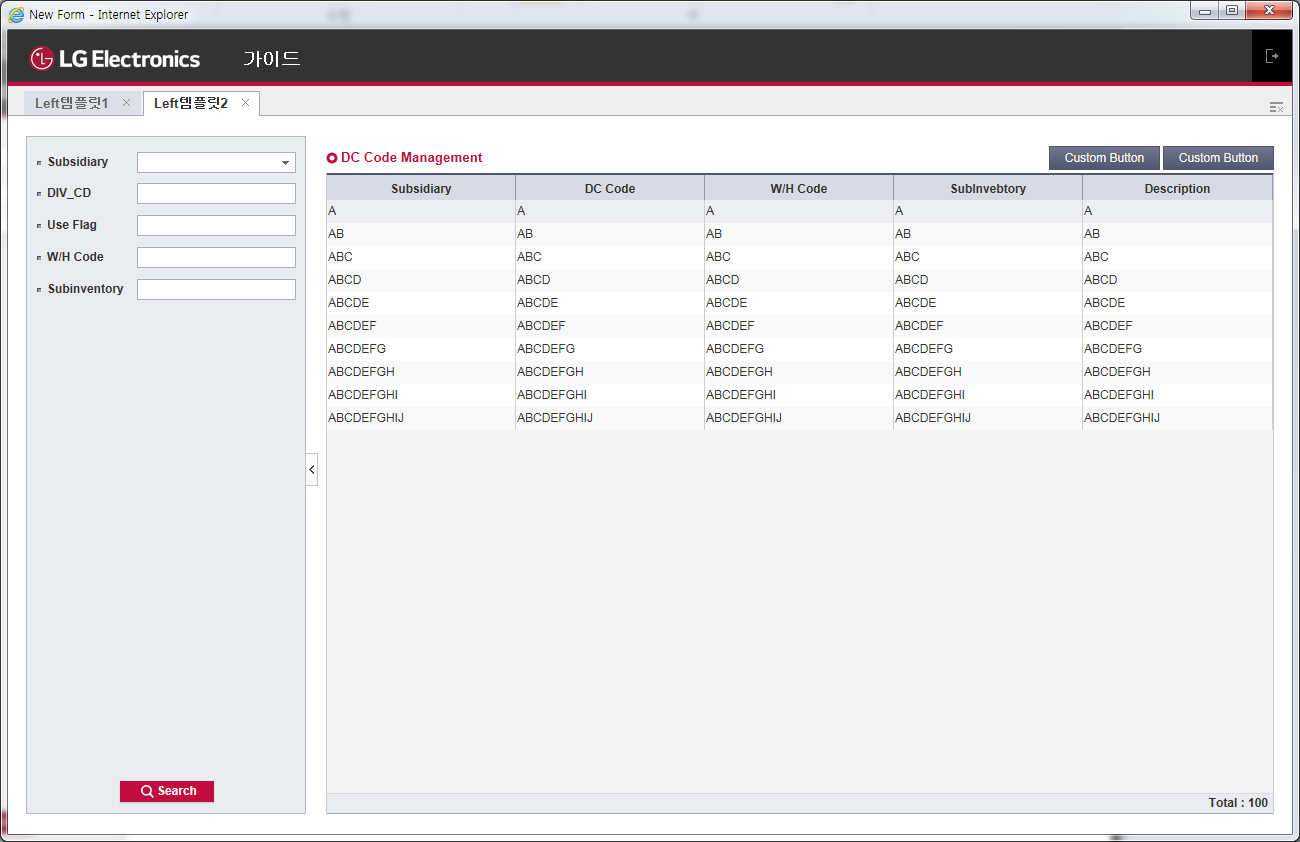 New Form - Internet Explorer
LG Electronics 가이드
Left템플릿1 Left템플릿2
Subsidiary
DIV_CD
Use Flag
W/H Code
Subinventory
Search
DC Code Management Custom Button Custom Button
Subsidiary DC Code W/H Code SubInvebtory Description
A A A A A
AB AB AB AB AB
ABC ABC ABC ABC ABC
ABCD ABCD ABCD ABCD ABCD
ABCDE ABCDE ABCDE ABCDE ABCDE
ABCDEF ABCDEF ABCDEF ABCDEF ABCDEF
ABCDEFG ABCDEFG ABCDEFG ABCDEFG ABCDEFG
ABCDEFGH ABCDEFGH ABCDEFGH ABCDEFGH ABCDEFGH
ABCDEFGHI ABCDEFGHI ABCDEFGHI ABCDEFGHI ABCDEFGHI
ABCDEFGHIJ ABCDEFGHIJ ABCDEFGHIJ ABCDEFGHIJ ABCDEFGHIJ
Total : 100